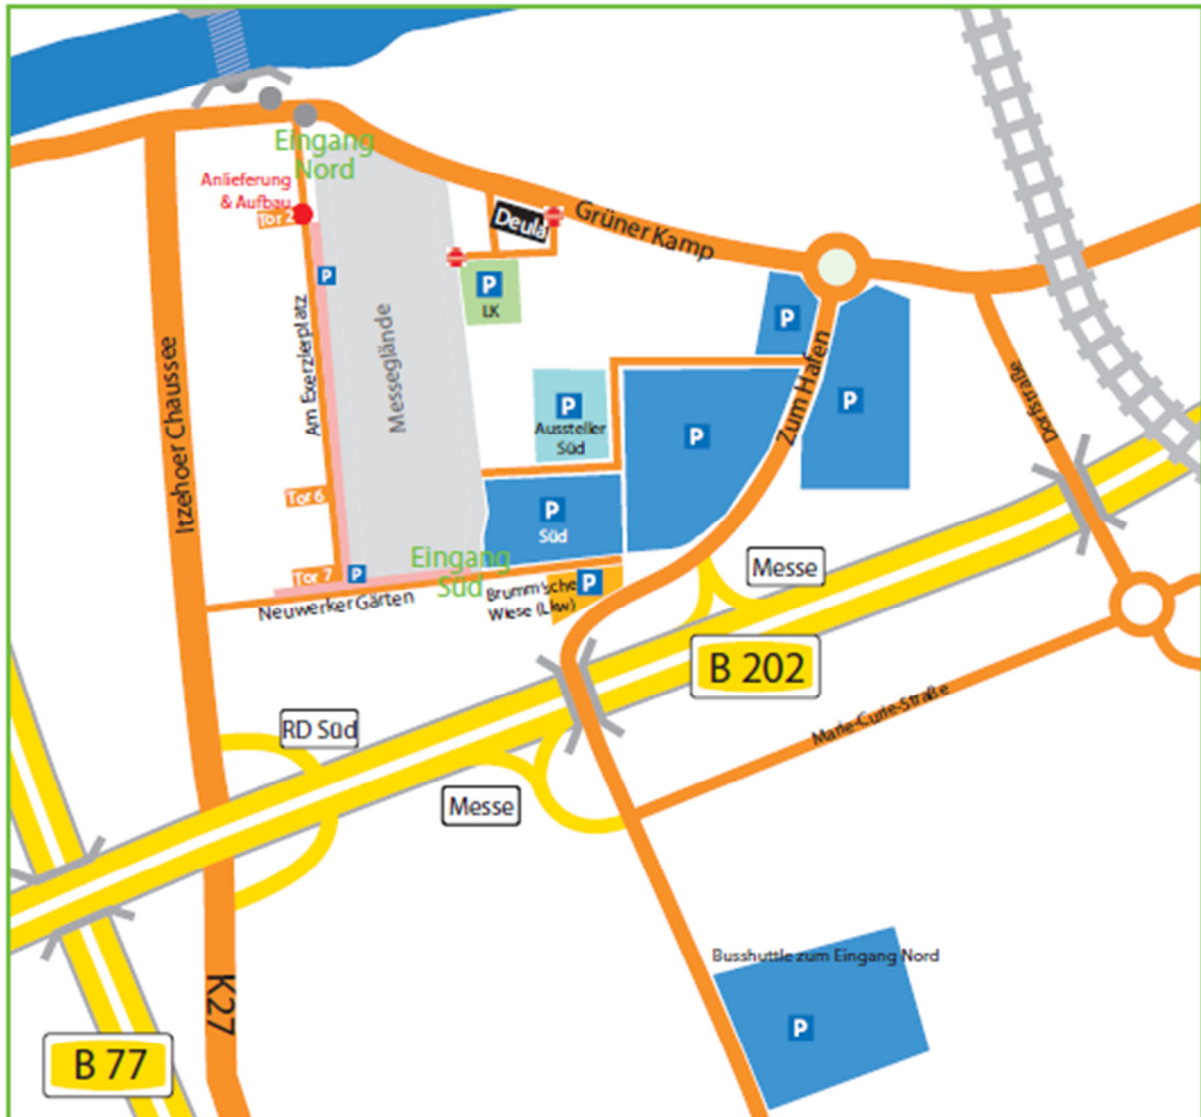 Eingang
Nord
Anlieferung
& Aufbau
Tor 2
Deula
Grüner Kamp
P
P
LK
P
Am Exerzierplatz
Messeglände
Itzehoer Chaussee
Zum Hafen
Dorfstraße
P
P
Aussteller
Süd
P
Tor 6
P
Süd
Eingang
Süd
Tor 7
P
Neuwerker Gärten
Brumm'sche
Wiese (Lkw)
P
Messe
B 202
Marie-Curie-Straße
RD Süd
Messe
Busshuttle zum Eingang Nord
P
K27
B 77